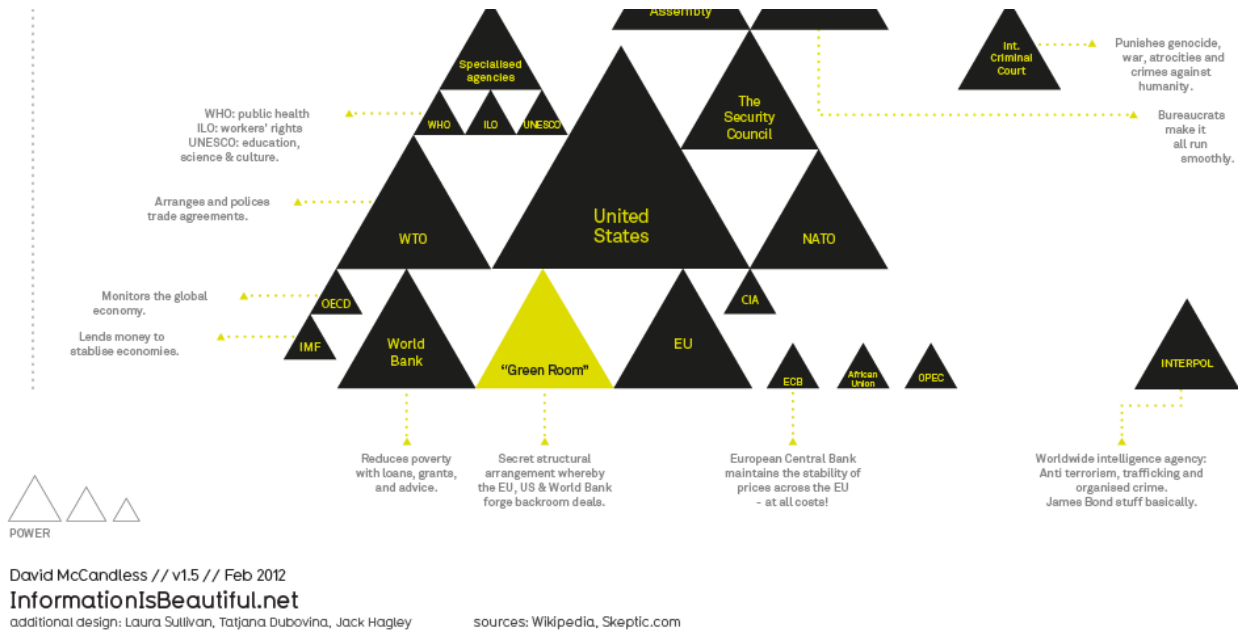 Assembly
Int.
Criminal
Court
Punishes genocide,
war, atrocities and
crimes against
humanity.
Specialised
agencies
WHO: public health
ILO: workers' rights
UNESCO: education,
science & culture.
WHO
ILO
UNESCO
The
Security
Council
Bureaucrats
make it
all run
smoothly.
Arranges and polices
trade agreements.
WTO
United
States
NATO
Monitors the global
economy.
OECD
CIA
Lends money to
stablise economies.
IMF
World
Bank
"Green Room"
EU
ECB
African
Union
OPEC
INTERPOL
Reduces poverty
with loans, grants,
and advice.
Secret structural
arrangement whereby
the EU, US & World Bank
forge backroom deals.
European Central Bank
maintains the stability of
prices across the EU
- at all costs!
Worldwide intelligence agency:
Anti terrorism, trafficking and
organised crime.
James Bond stuff basically.
POWER
David McCandless // v1.5 // Feb 2012
InformationIsBeautiful.net
additional design: Laura Sullivan, Tatjana Dubovina, Jack Hagley
sources: Wikipedia, Skeptic.com